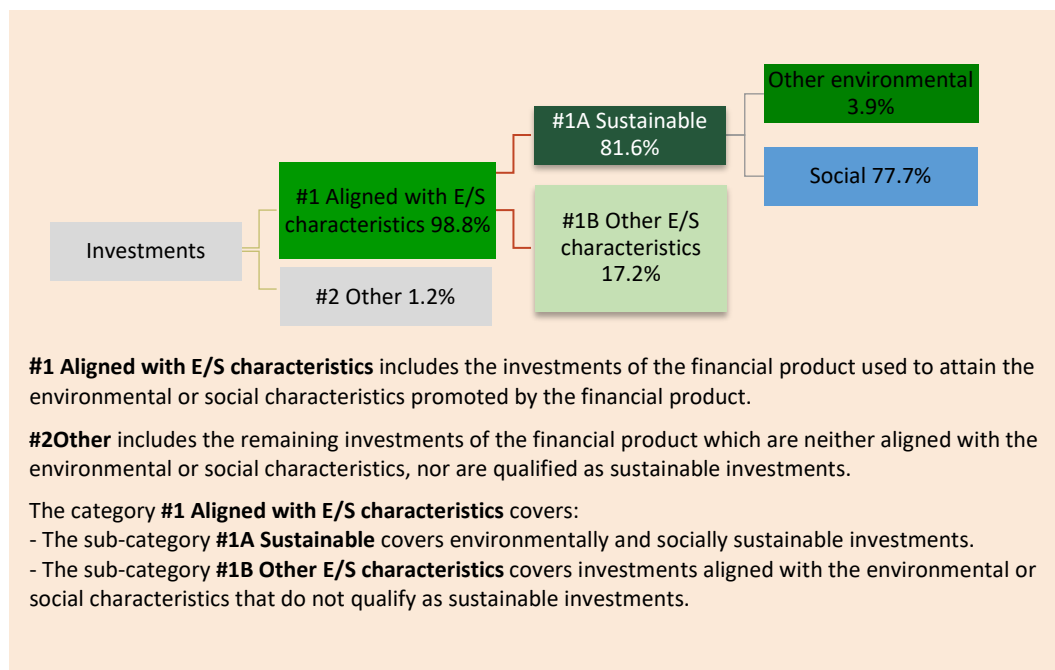 Investments
#1 Aligned with E/S
characteristics 98.8%
#2 Other 1.2%
#1A Sustainable
81.6%
#1B Other E/S
characteristics
17.2%
Other environmental
3.9%
Social 77.7%
#1 Aligned with E/S characteristics includes the investments of the financial product used to attain the
environmental or social characteristics promoted by the financial product.
#2Other includes the remaining investments of the financial product which are neither aligned with the
environmental or social characteristics, nor are qualified as sustainable investments.
The category #1 Aligned with E/S characteristics covers:
- The sub-category #1A Sustainable covers environmentally and socially sustainable investments.
- The sub-category #1B Other E/S characteristics covers investments aligned with the environmental or
social characteristics that do not qualify as sustainable investments.